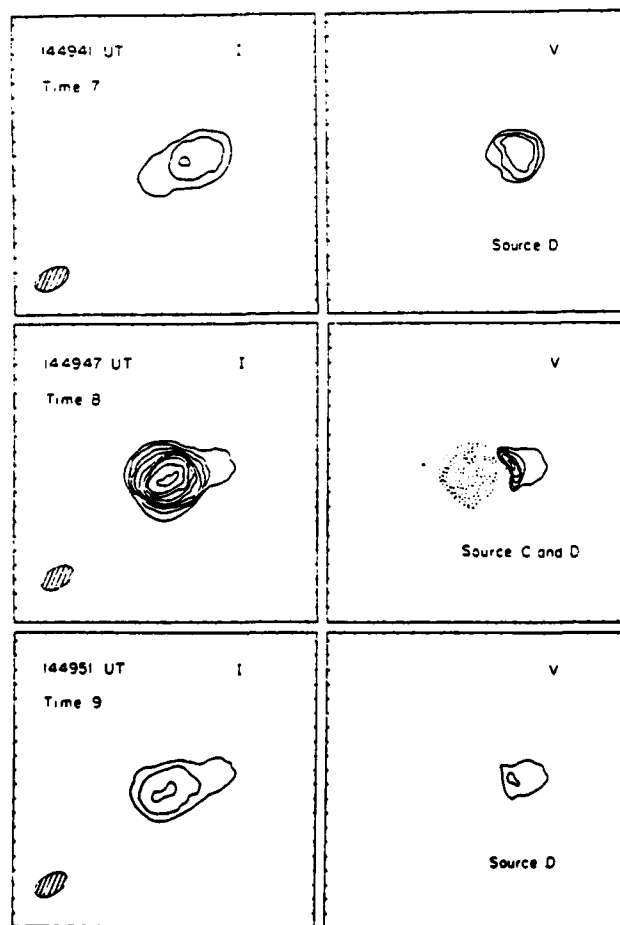 144941 UT I
V
Time 7
Source D
144947 UT I
V
Time 8
Source C and D
144951 UT I
V
Time 9
Source D